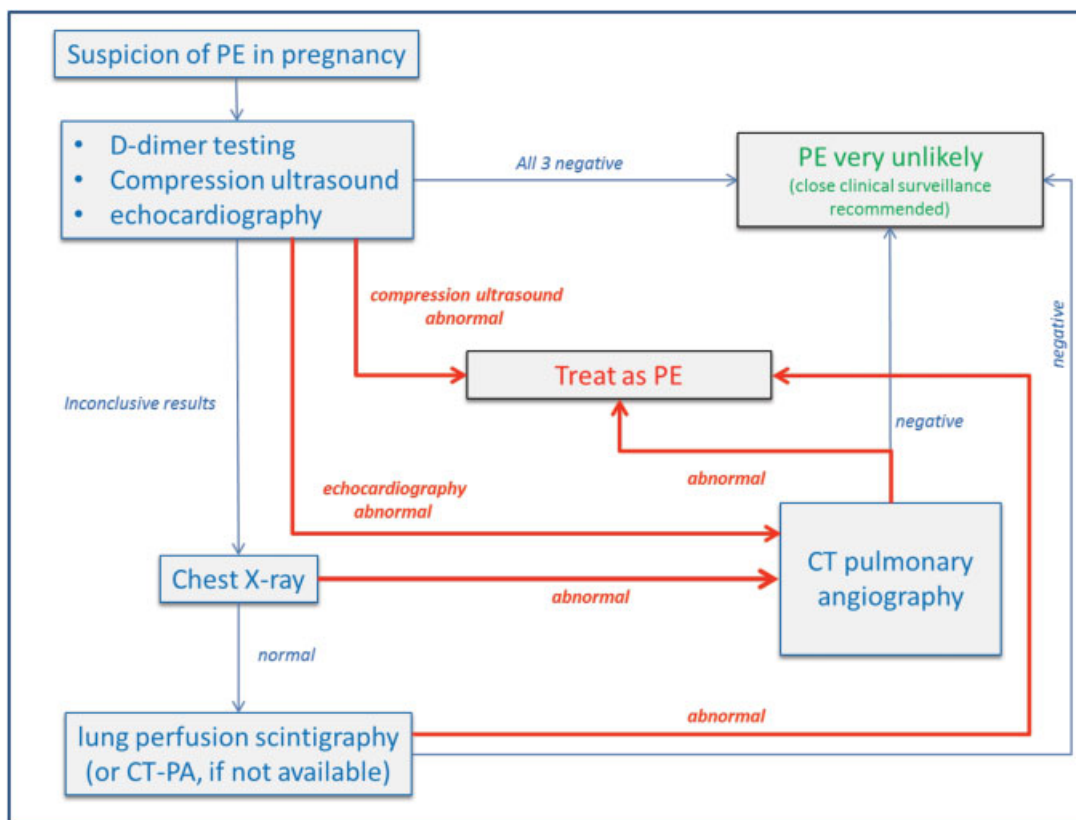 Suspicion of PE in pregnancy
• D-dimer testing
• Compression ultrasound
• echocardiography
All 3 negative
PE very unlikely
(close clinical surveillance
recommended)
compression ultrasound
abnormal
negative
Treat as PE
Inconclusive results
negative
abnormal
echocardiography
abnormal
CT pulmonary
angiography
Chest X-ray
abnormal
normal
abnormal
lung perfusion scintigraphy
(or CT-PA, if not available)